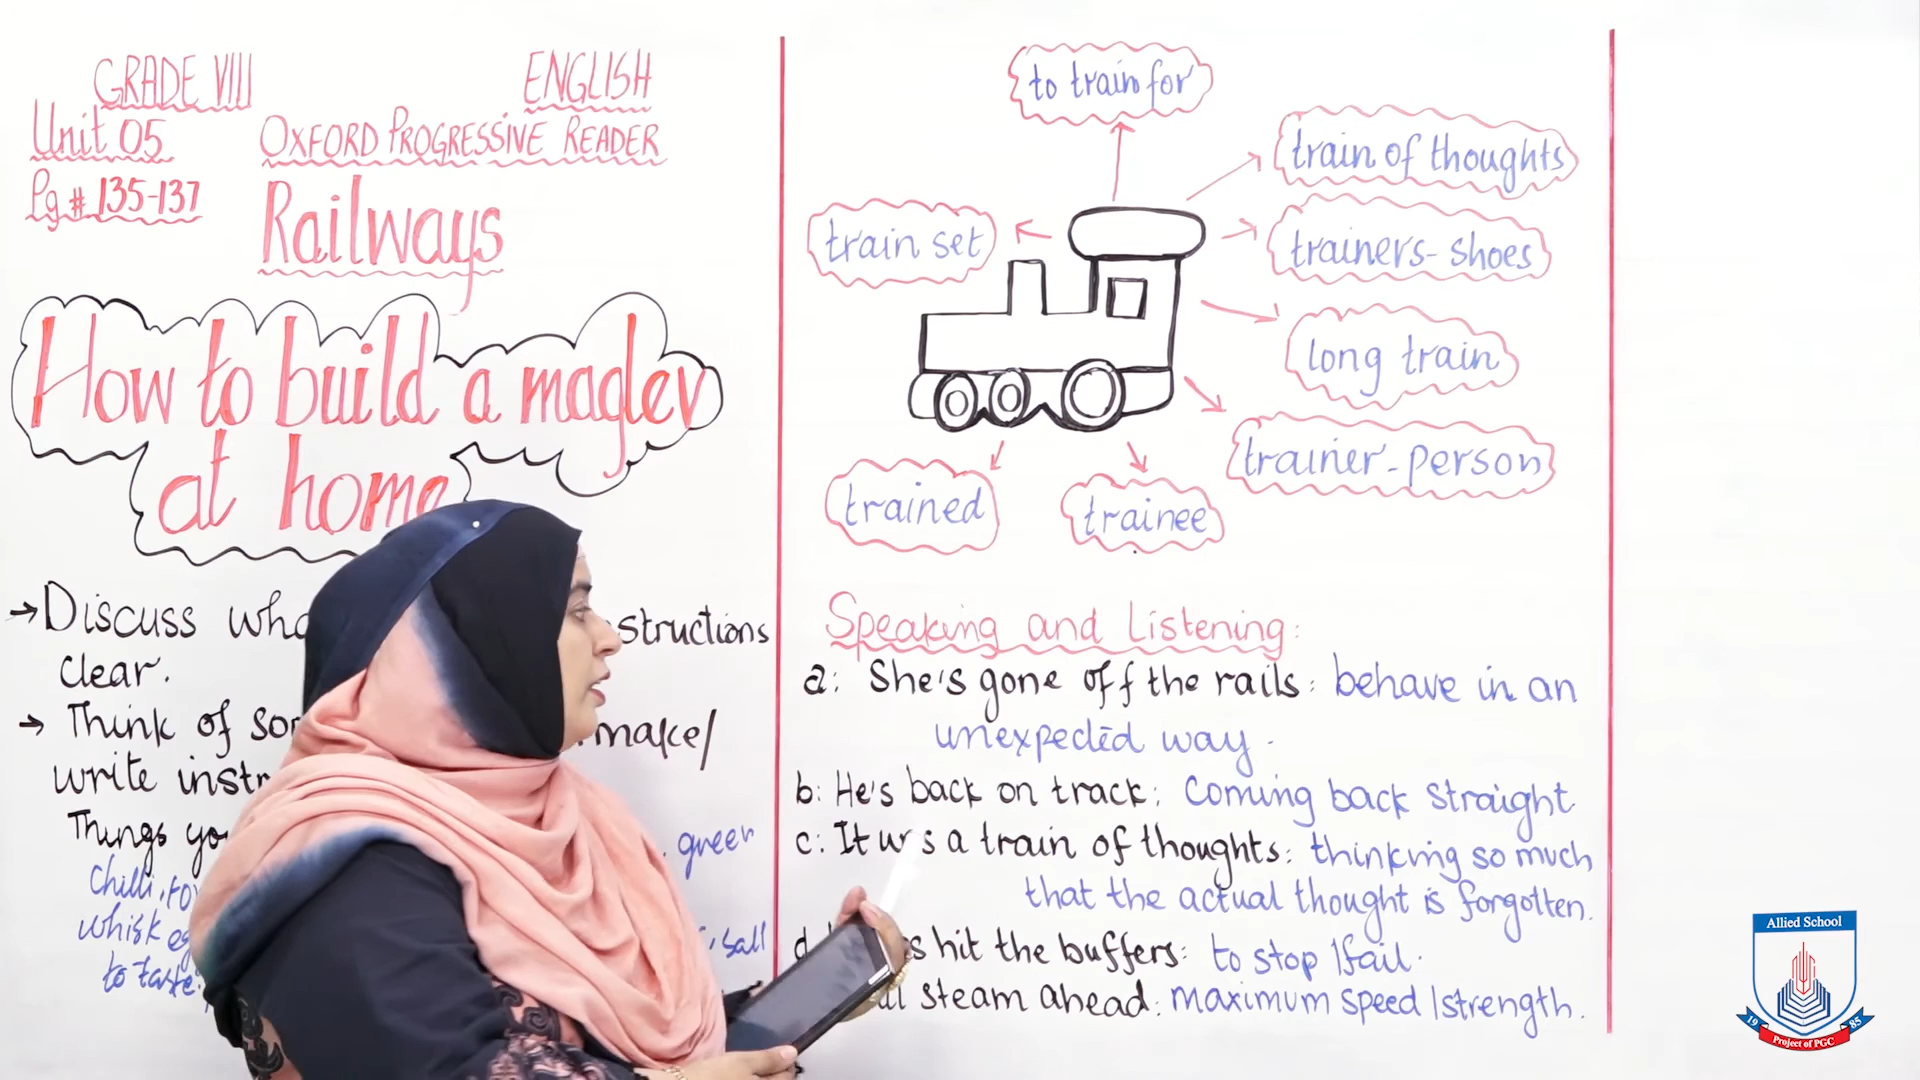 GRADE VIII
ENGLISH
Unit 05
OXFORD PROGRESSIVE READER
Pg # 135-137
Railways
How to build a maglev
at home
→ Discuss structions
clear.
→ Think of make/
write
Things green
Chilli,
whisk , salt
to taste.
to train for
train of thoughts
train set
trainers-shoes
long train
trainer-person
trained
trainee
Speaking and Listening:
a: She's gone off the rails: behave in an
unexpected way.
b: He's back on track: Coming back straight
c: It was a train of thoughts: thinking so much
that the actual thought is forgotten.
d hit the buffers: to stop/fail.
steam ahead: maximum speed/strength.
Allied School
1985
Project of PGC